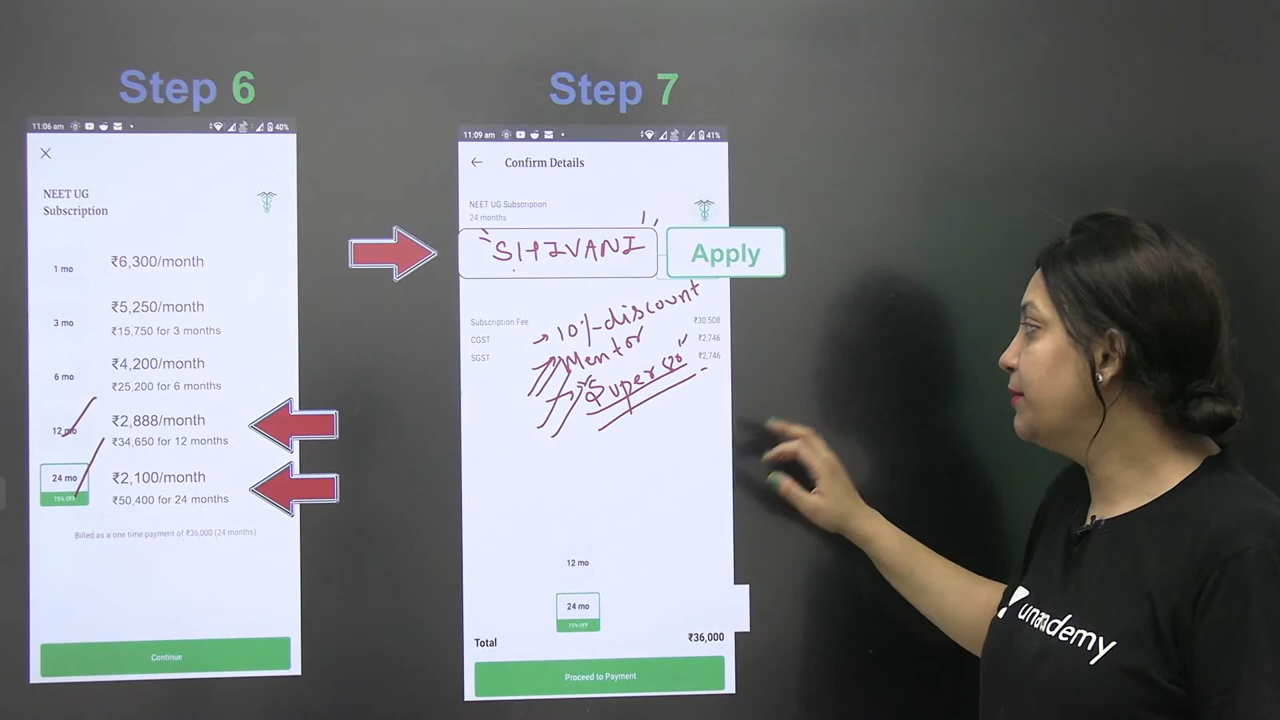 Step 6
11:06 am
40%
NEET UG
Subscription
1 mo
₹6,300/month
3 mo
₹5,250/month
₹15,750 for 3 months
6 mo
₹4,200/month
₹25,200 for 6 months
12 mo
₹2,888/month
₹34,650 for 12 months
24 mo
75% OFF
₹2,100/month
₹50,400 for 24 months
Billed as a one time payment of ₹36,000 (24 months)
Continue
Step 7
11:09 am
41%
Confirm Details
NEET UG Subscription
24 months
"SHIVANI"
Apply
Subscription Fee
₹30,508
CGST
₹2,746
SGST
₹2,746
→ 10% discount
Mentor
12 mo
24 mo
75% OFF
Total
₹36,000
Proceed to Payment
unacademy